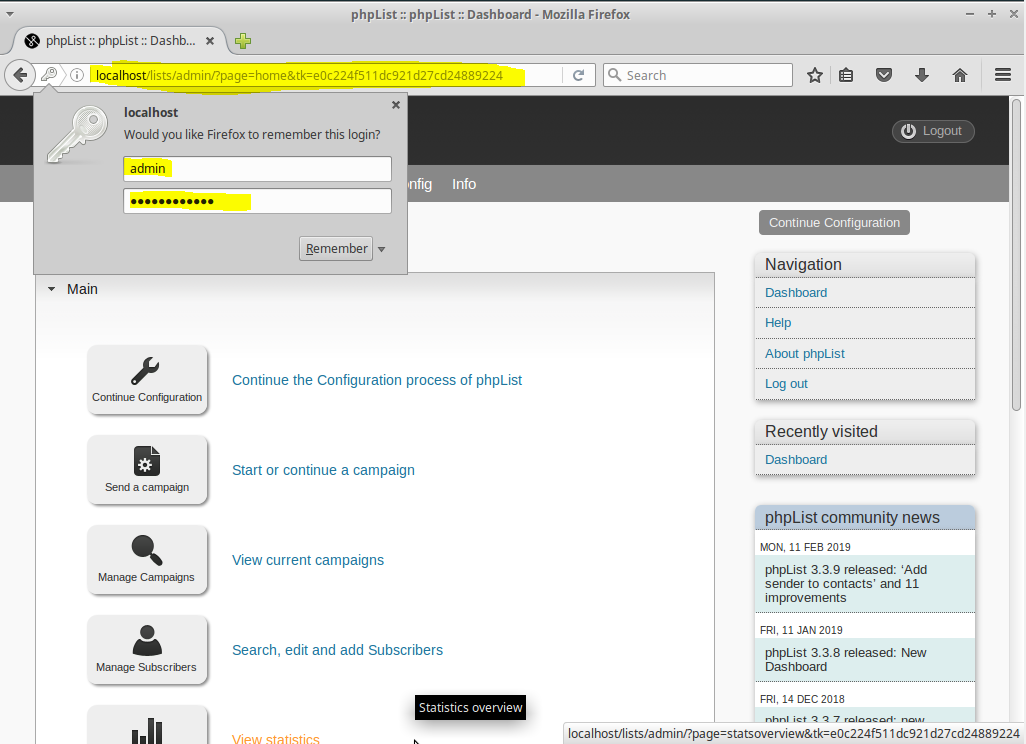 phpList :: phpList :: Dashboard - Mozilla Firefox
phpList :: phpList :: Dashb...
localhost/lists/admin/?page=home&tk=e0c224f511dc921d27cd24889224
Search
localhost
Would you like Firefox to remember this login?
admin
••••••••••••
Remember
Logout
onfig Info
Continue Configuration
Main
Continue Configuration
Continue the Configuration process of phpList
Send a campaign
Start or continue a campaign
Manage Campaigns
View current campaigns
Manage Subscribers
Search, edit and add Subscribers
View statistics
Statistics overview
Navigation
Dashboard
Help
About phpList
Log out
Recently visited
Dashboard
phpList community news
MON, 11 FEB 2019
phpList 3.3.9 released: ‘Add
sender to contacts’ and 11
improvements
FRI, 11 JAN 2019
phpList 3.3.8 released: New
Dashboard
FRI, 14 DEC 2018
phpList 3.3.7 released: new
localhost/lists/admin/?page=statsoverview&tk=e0c224f511dc921d27cd24889224